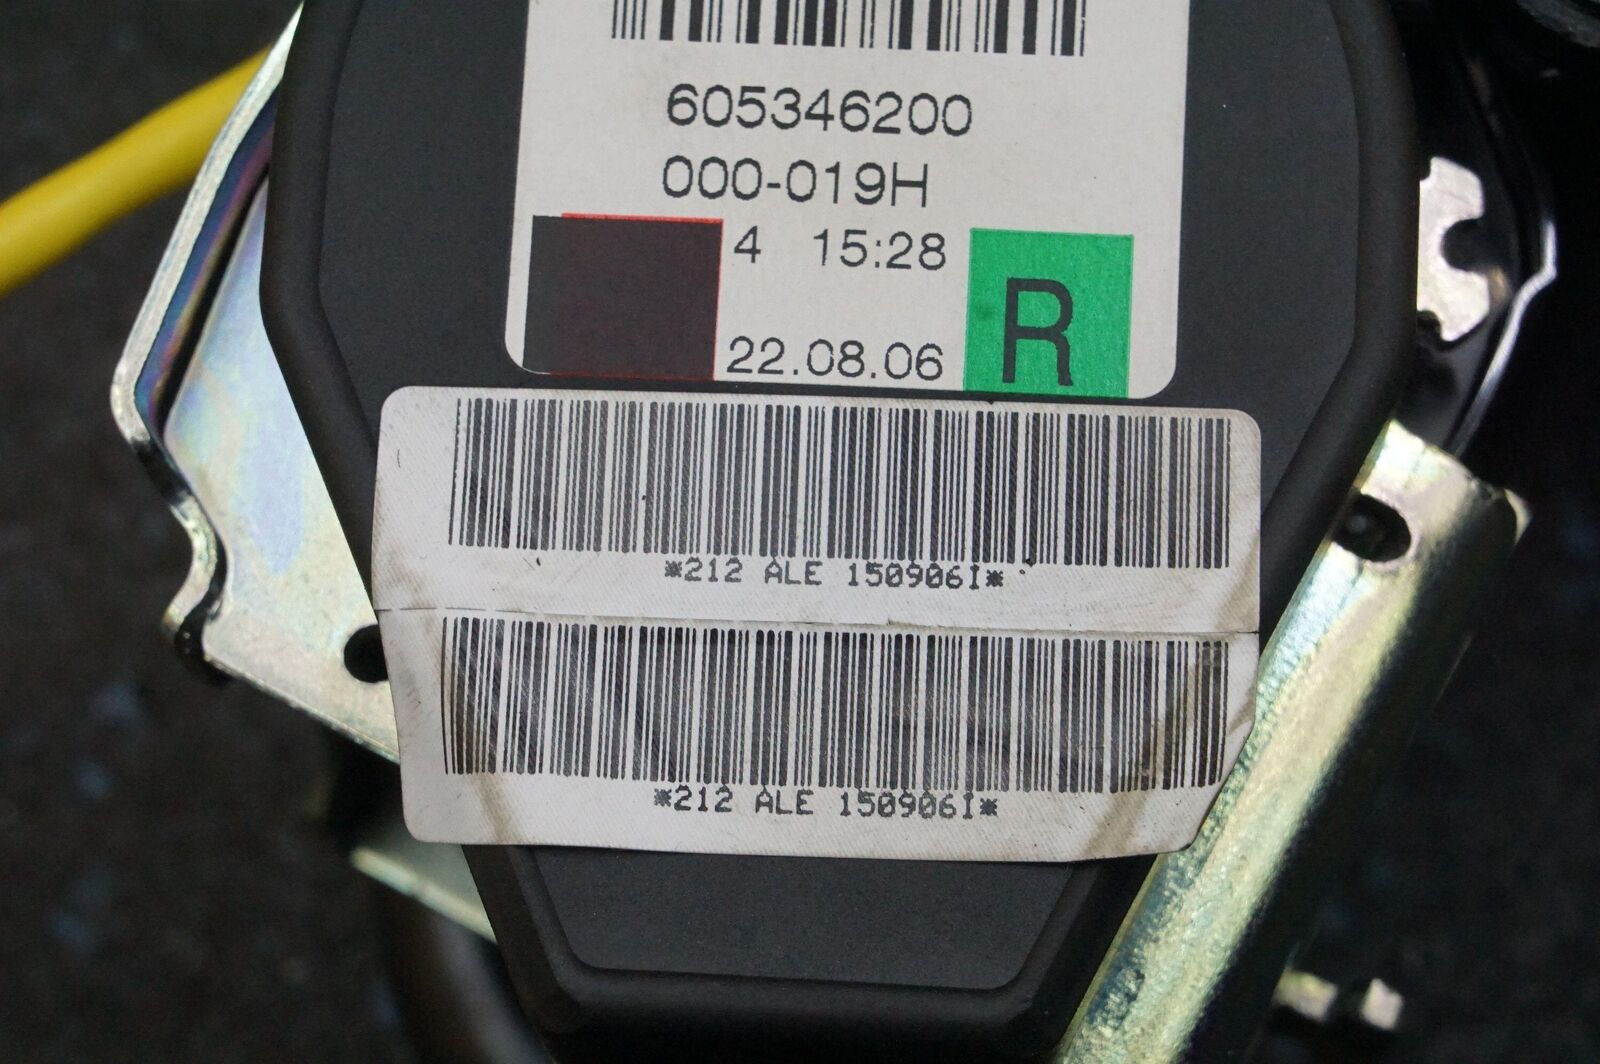 605346200
000-019H
4 15:28
22.08.06
R
*212 ALE 150906I*
*212 ALE 150906I*